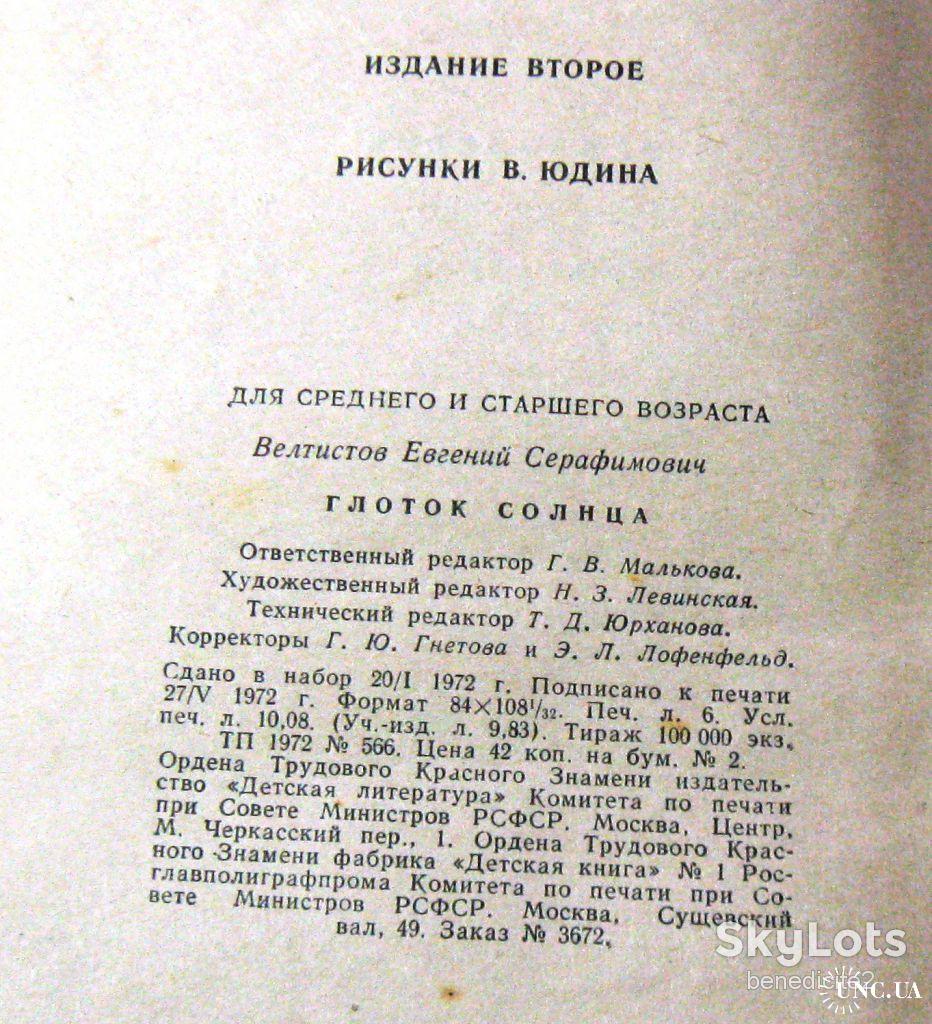 ИЗДАНИЕ ВТОРОЕ
РИСУНКИ В. ЮДИНА
ДЛЯ СРЕДНЕГО И СТАРШЕГО ВОЗРАСТА
Велтистов Евгений Серафимович
ГЛОТОК СОЛНЦА
Ответственный редактор Г. В. Малькова.
Художественный редактор Н. З. Левинская.
Технический редактор Т. Д. Юрханова.
Корректоры Г. Ю. Гнетова и Э. Л. Лофенфельд.
Сдано в набор 20/I 1972 г. Подписано к печати
27/V 1972 г. Формат 84×108¹/₃₂. Печ. л. 6. Усл.
печ. л. 10,08. (Уч.-изд. л. 9,83). Тираж 100 000 экз.
ТП 1972 № 566. Цена 42 коп. на бум. № 2.
Ордена Трудового Красного Знамени издатель-
ство «Детская литература» Комитета по печати
при Совете Министров РСФСР. Москва, Центр,
М. Черкасский пер., 1. Ордена Трудового Крас-
ного Знамени фабрика «Детская книга» № 1 Рос-
главполиграфпрома Комитета по печати при Со-
вете Министров РСФСР. Москва, Сущевский
вал, 49. Заказ № 3672.
SkyLots
benedicite2
UNC.UA